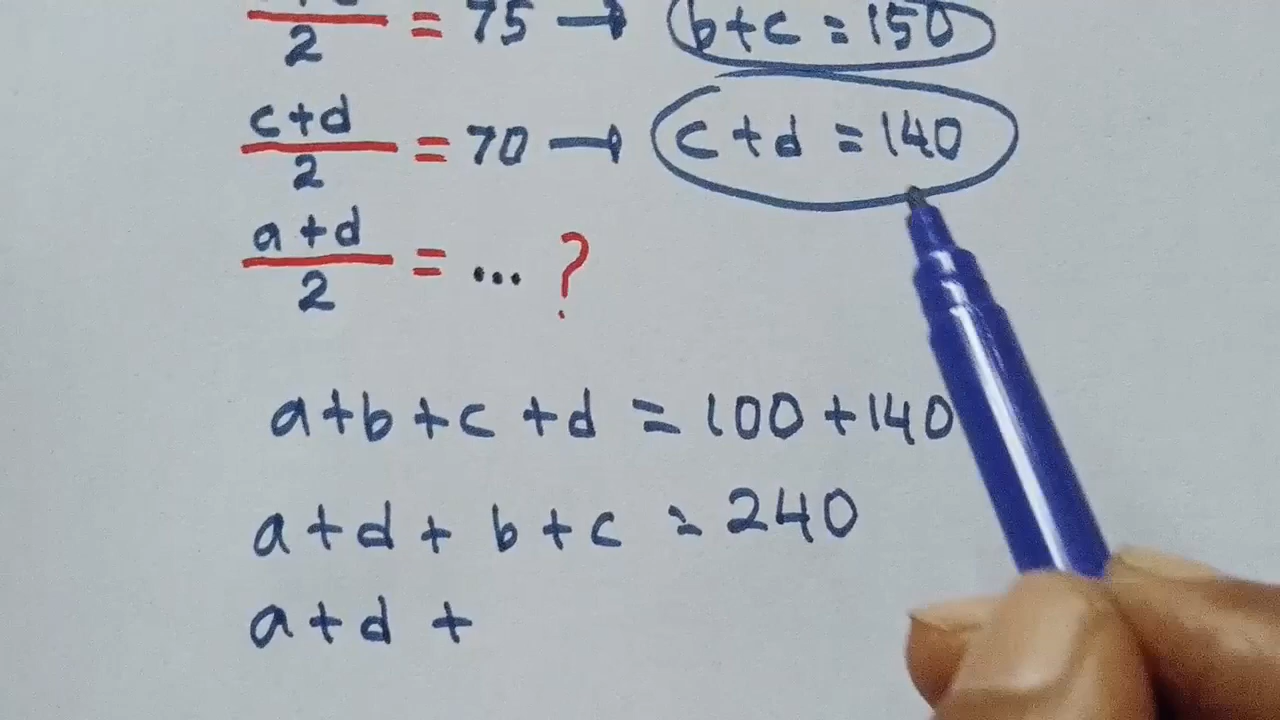 2 = 75 → b+c = 150
c+d
2 = 70 → c+d = 140
a+d
2 = ... ?
a+b+c+d = 100+140
a+d+b+c = 240
a+d+